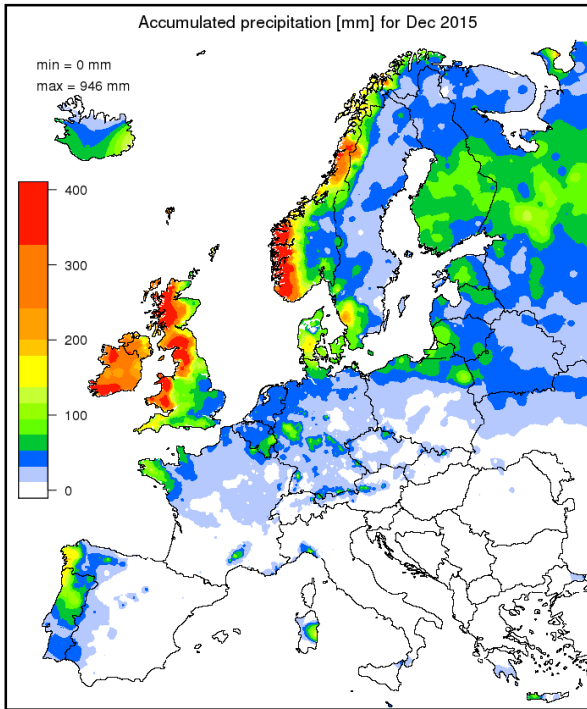 Accumulated precipitation [mm] for Dec 2015
min = 0 mm
max = 946 mm
400
300
200
100
0